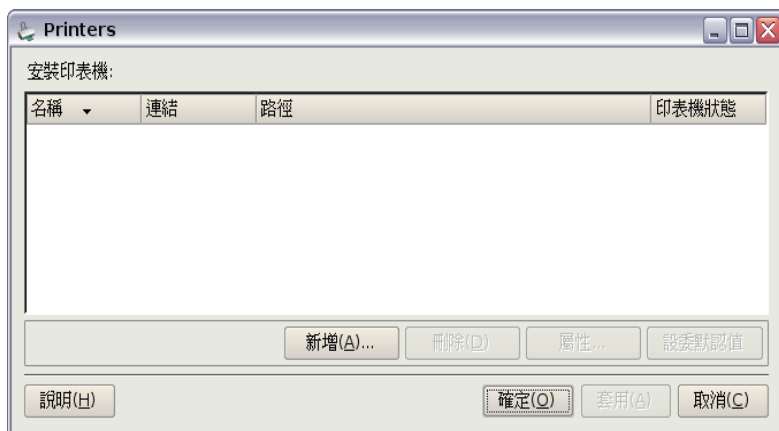 Printers
安裝印表機:
名稱 連結 路徑 印表機狀態
新增(A)... 刪除(D) 屬性... 設委默認值
說明(H) 確定(O) 套用(A) 取消(C)